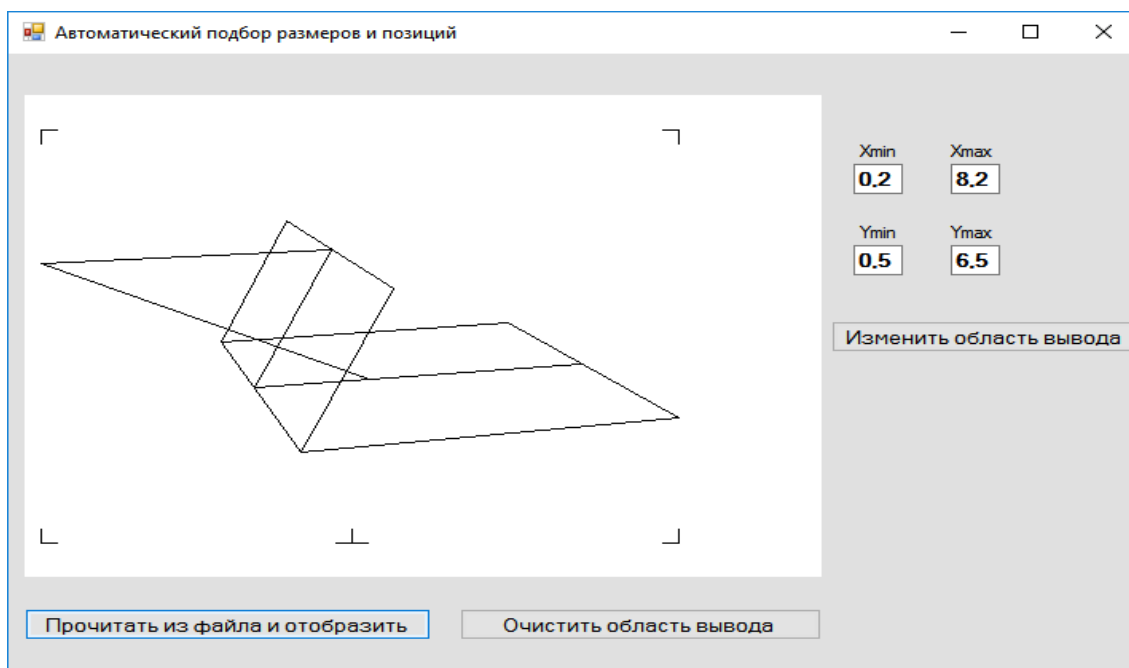 Автоматический подбор размеров и позиций
Xmin Xmax
0.2 8.2
Ymin Ymax
0.5 6.5
Изменить область вывода
Прочитать из файла и отобразить Очистить область вывода